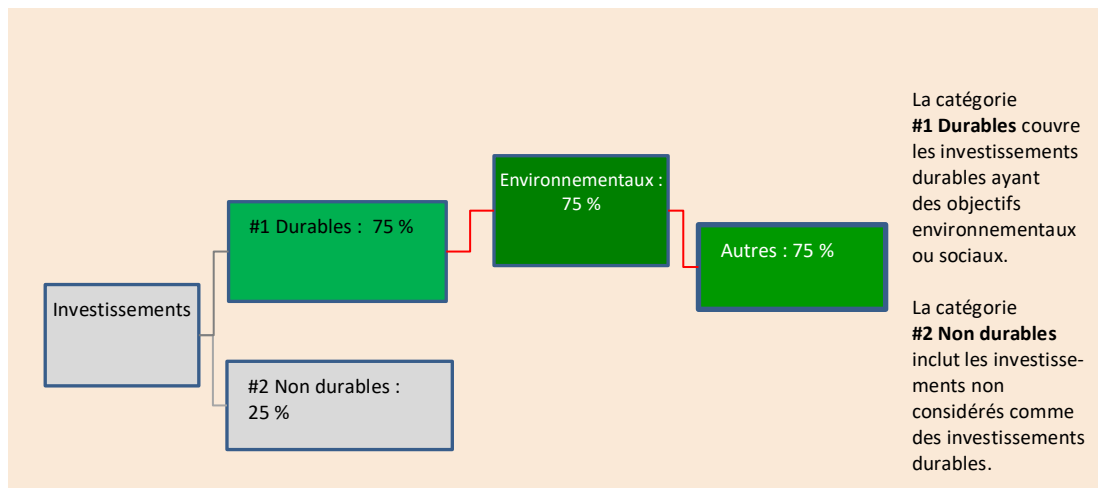 Investissements
#1 Durables :  75 %
#2 Non durables :
25 %
Environnementaux :
75 %
Autres : 75 %
La catégorie
#1 Durables couvre
les investissements
durables ayant
des objectifs
environnementaux
ou sociaux.
La catégorie
#2 Non durables
inclut les investisse-
ments non
considérés comme
des investissements
durables.